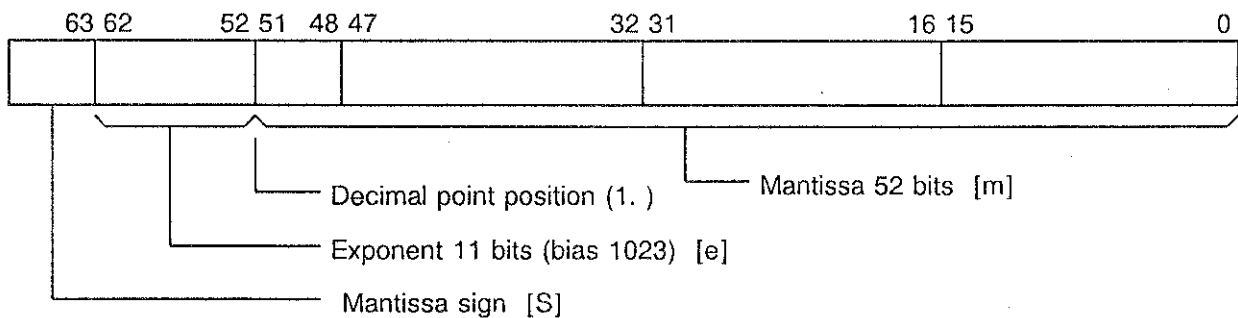 63 62 52 51 48 47 32 31 16 15 0
Mantissa 52 bits [m]
Decimal point position (1. )
Exponent 11 bits (bias 1023) [e]
Mantissa sign [S]